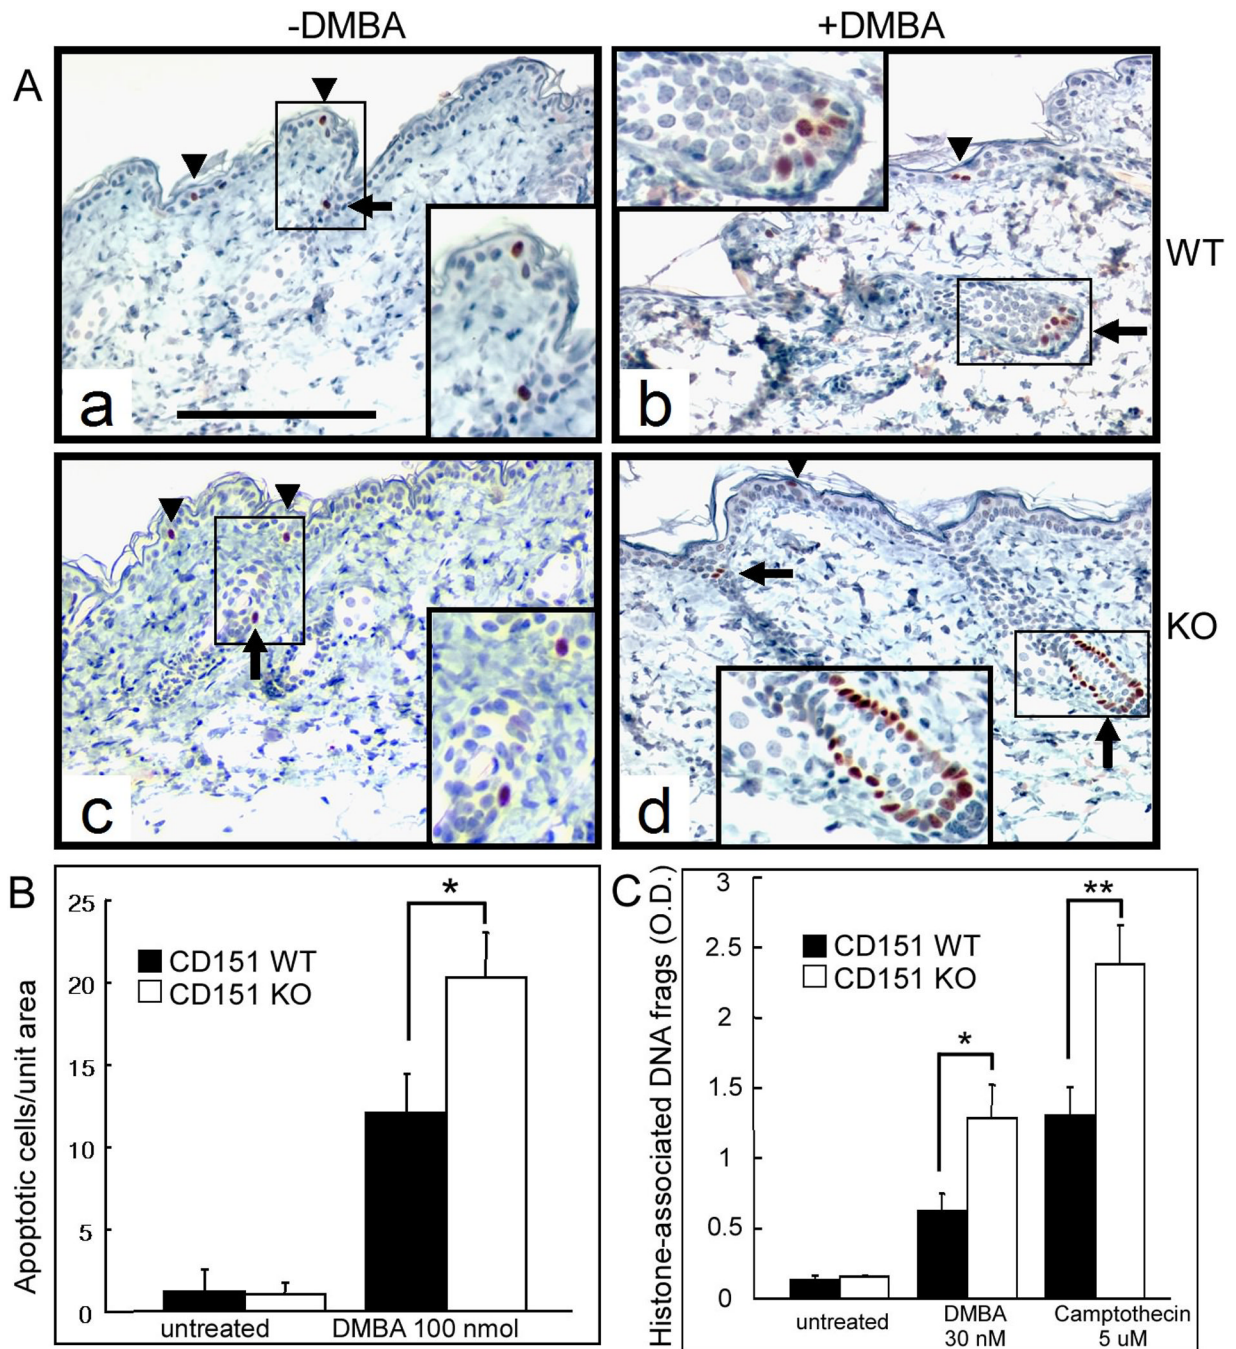 -DMBA
+DMBA
A
a
b
WT
c
d
KO
B
Apoptotic cells/unit area
25
20
15
10
5
0
*
CD151 WT
CD151 KO
untreated
DMBA 100 nmol
C
Histone-associated DNA frags (O.D.)
3
2.5
2
1.5
1
0.5
0
*
**
CD151 WT
CD151 KO
untreated
DMBA
30 nM
Camptothecin
5 uM